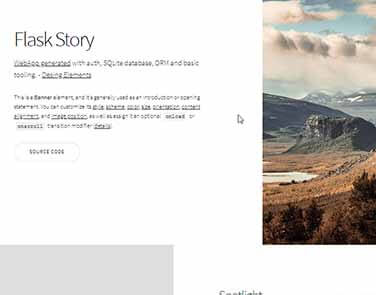 Flask Story
WebApp generated with auth, SQLite database, ORM and basic
tooling. - Desing Elements
This is a Banner element, and it's generally used as an introduction or opening
statement. You can customize its style, scheme, color, size, orientation, content
alignment, and image position, as well as assign it an optional onload or
onscroll transition modifier (details).
SOURCE CODE
Spotlight